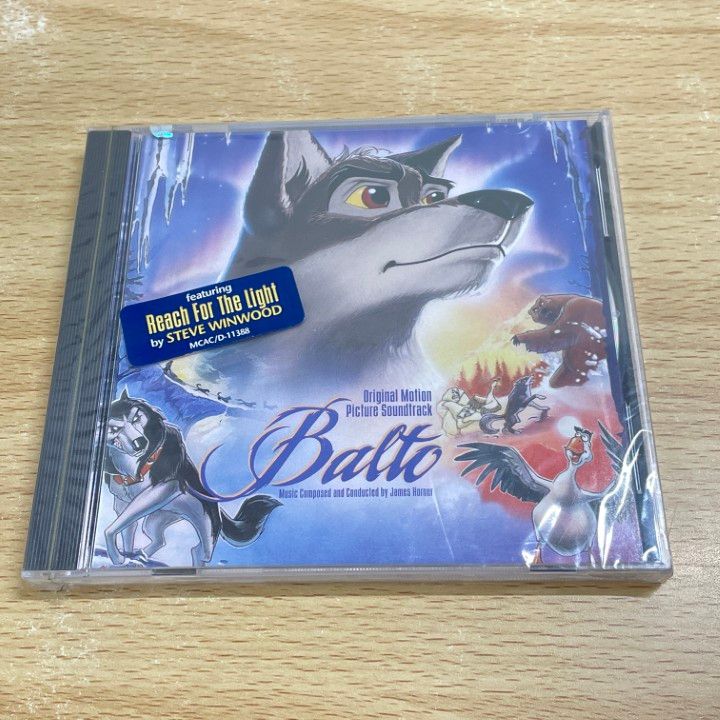 featuring
Reach For The Light
by STEVE WINWOOD
MCAC/D-11388
Original Motion
Picture Soundtrack
Balto
Music Composed and Conducted by James Horner